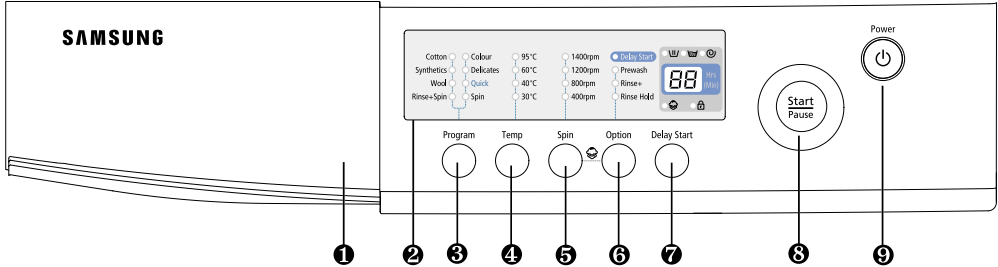 SAMSUNG
Power
Cotton Colour 95°C 1400rpm Delay Start
Synthetics Delicates 60°C 1200rpm Prewash
Wool Quick 40°C 800rpm Rinse+
Rinse+Spin Spin 30°C 400rpm Rinse Hold
88 Hrs
(Min)
Start
Pause
Program Temp Spin Option Delay Start
1 2 3 4 5 6 7 8 9